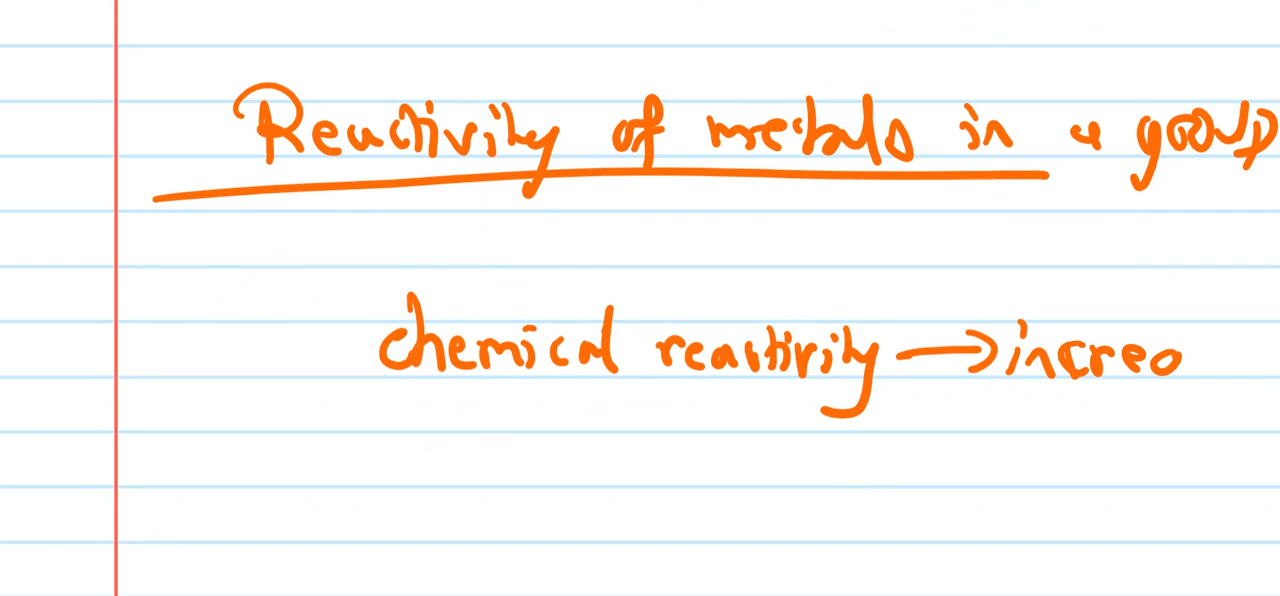 Reactivity of metals in a group
chemical reactivity → increa